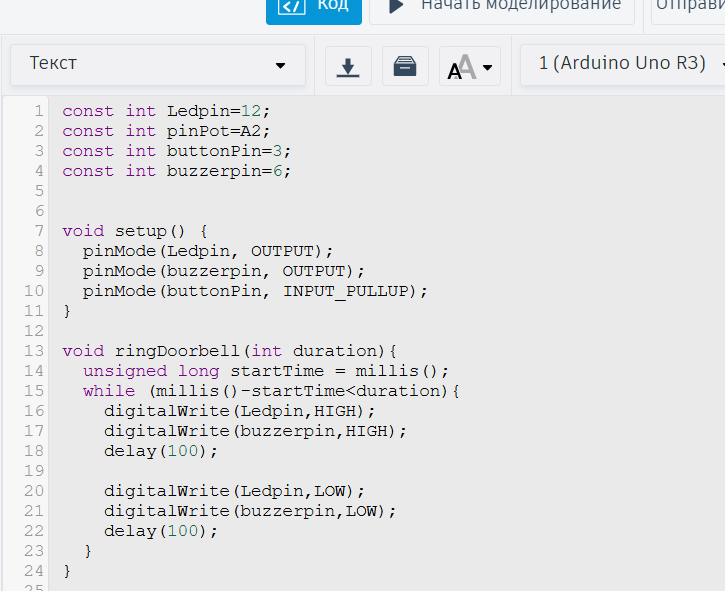 Код
Начать моделирование
Отправи
Текст
AA
1 (Arduino Uno R3)
1 const int Ledpin=12;
2 const int pinPot=A2;
3 const int buttonPin=3;
4 const int buzzerpin=6;
5
6
7 void setup() {
8 pinMode(Ledpin, OUTPUT);
9 pinMode(buzzerpin, OUTPUT);
10 pinMode(buttonPin, INPUT_PULLUP);
11 }
12
13 void ringDoorbell(int duration){
14 unsigned long startTime = millis();
15 while (millis()-startTime<duration){
16 digitalWrite(Ledpin,HIGH);
17 digitalWrite(buzzerpin,HIGH);
18 delay(100);
19
20 digitalWrite(Ledpin,LOW);
21 digitalWrite(buzzerpin,LOW);
22 delay(100);
23 }
24 }
25